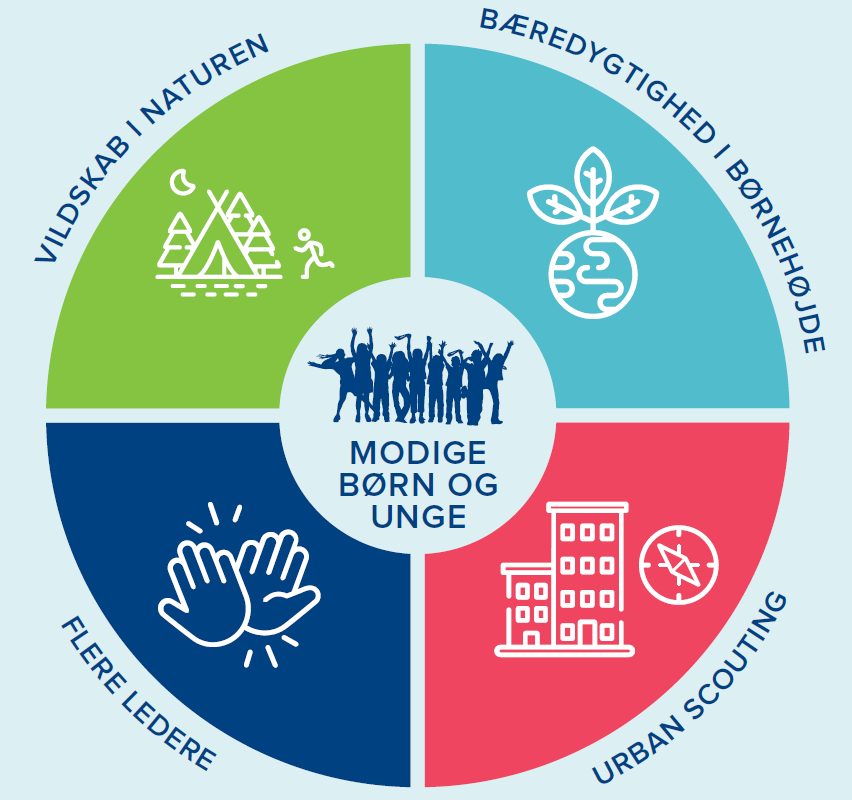 VILDSKAB I NATUREN
BÆREDYGTIGHED I BØRNEHØJDE
MODIGE
BØRN OG
UNGE
FLERE LEDERE
URBAN SCOUTING